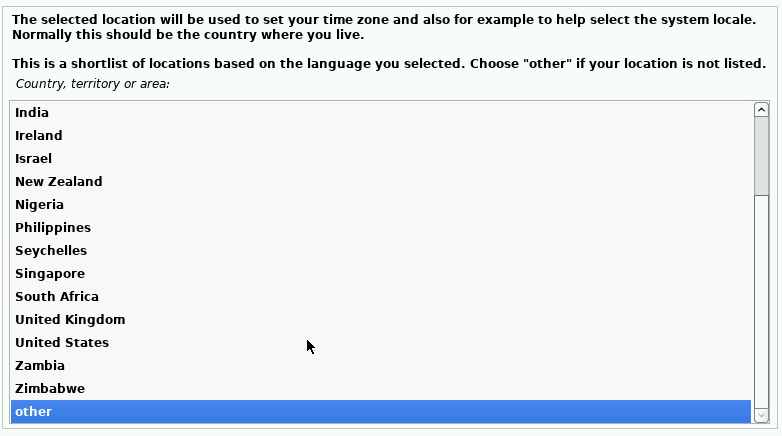 The selected location will be used to set your time zone and also for example to help select the system locale.
Normally this should be the country where you live.
This is a shortlist of locations based on the language you selected. Choose "other" if your location is not listed.
Country, territory or area:
India
Ireland
Israel
New Zealand
Nigeria
Philippines
Seychelles
Singapore
South Africa
United Kingdom
United States
Zambia
Zimbabwe
other